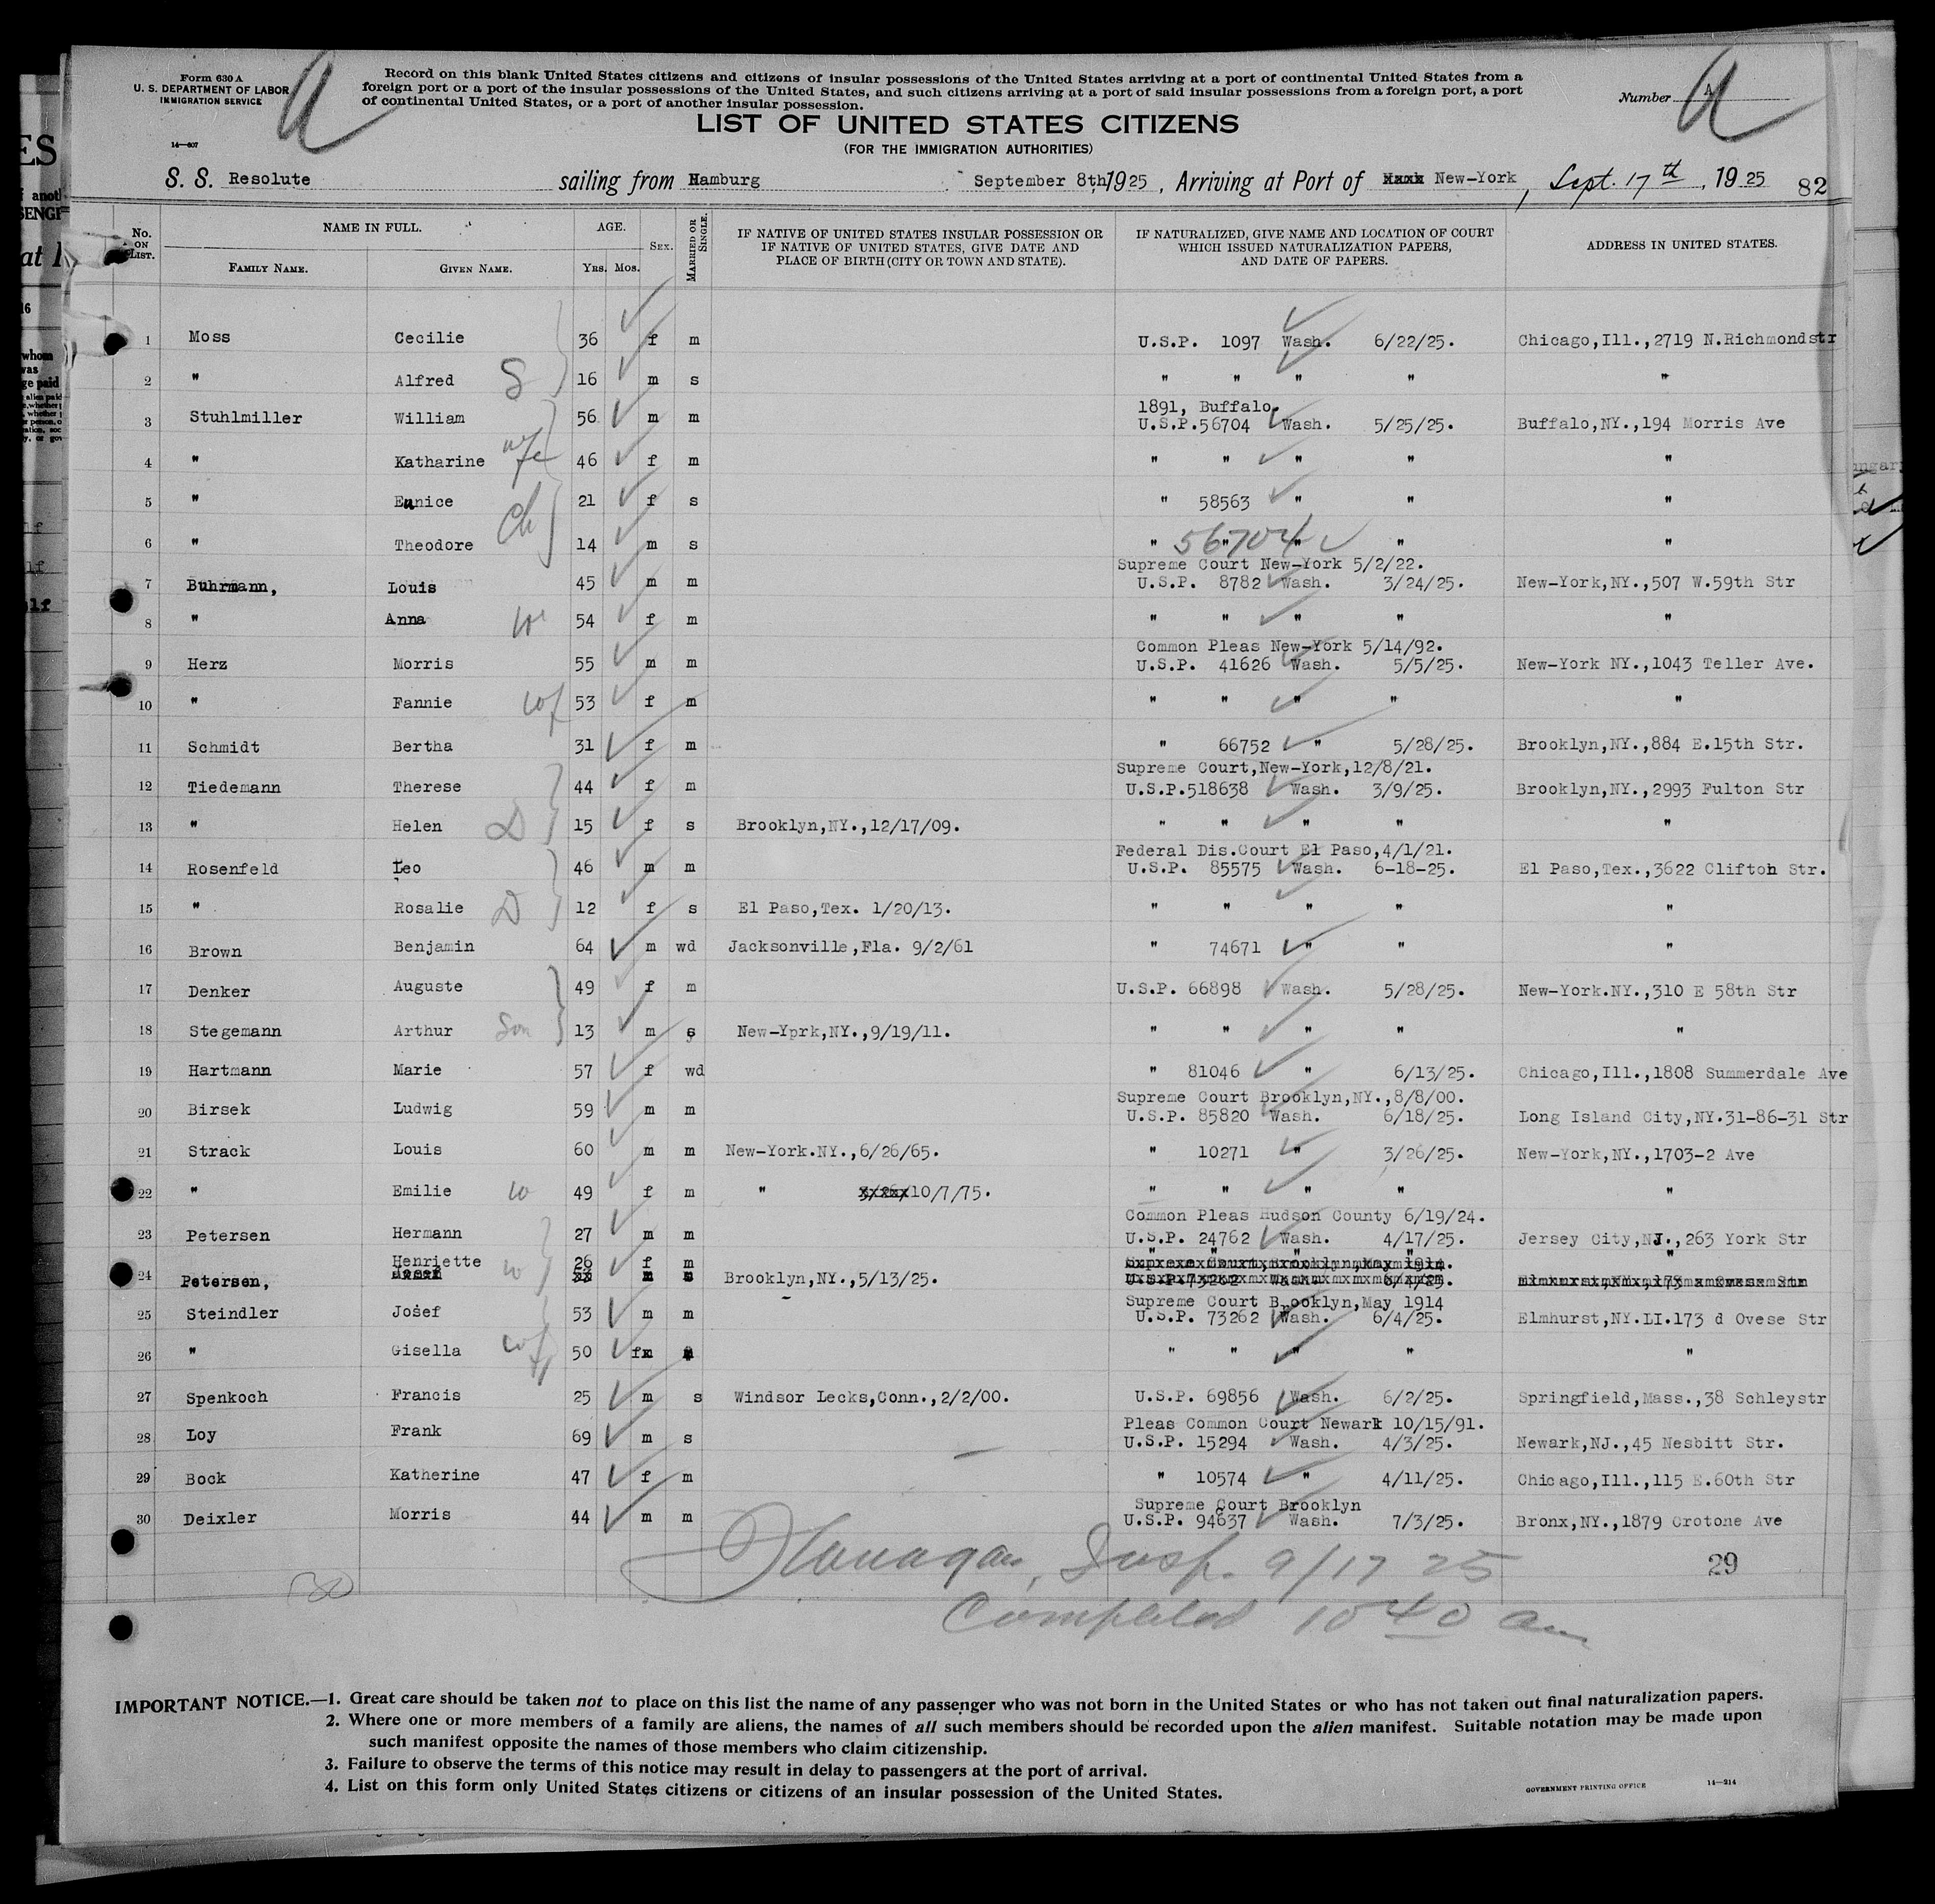 Form 630 A
U. S. DEPARTMENT OF LABOR
IMMIGRATION SERVICE
14—607
a
Record on this blank United States citizens and citizens of insular possessions of the United States arriving at a port of continental United States from a
foreign port or a port of the insular possessions of the United States, and such citizens arriving at a port of said insular possessions from a foreign port, a port
of continental United States, or a port of another insular possession.
Number A
a
LIST OF UNITED STATES CITIZENS
(FOR THE IMMIGRATION AUTHORITIES)
S. S. Resolute sailing from Hamburg September 8th, 1925, Arriving at Port of New-York, Sept. 17th, 1925 82
No. ON LIST. NAME IN FULL. FAMILY NAME. GIVEN NAME. AGE. YRS. MOS. SEX. MARRIED OR SINGLE. IF NATIVE OF UNITED STATES INSULAR POSSESSION OR IF NATIVE OF UNITED STATES, GIVE DATE AND PLACE OF BIRTH (CITY OR TOWN AND STATE). IF NATURALIZED, GIVE NAME AND LOCATION OF COURT WHICH ISSUED NATURALIZATION PAPERS, AND DATE OF PAPERS. ADDRESS IN UNITED STATES.
1 Moss Cecilie 36 f m U.S.P. 1097 Wash. 6/22/25. Chicago,Ill.,2719 N.Richmondstr
2 " Alfred S 16 m s " " " " "
1891, Buffalo.
3 Stuhlmiller William 56 m m U.S.P.56704 Wash. 5/25/25. Buffalo,NY.,194 Morris Ave
4 " Katharine wfe 46 f m " " " " "
5 " Eunice 21 f s " 58563 " " "
6 " Theodore Ch 14 m s " 56704 " " "
Supreme Court New-York 5/2/22.
7 Buhrmann, Louis 45 m m U.S.P. 8782 Wash. 3/24/25. New-York,NY.,507 W.59th Str
8 " Anna W 54 f m " " " " "
Common Pleas New-York 5/14/92.
9 Herz Morris 55 m m U.S.P. 41626 Wash. 5/5/25. New-York NY.,1043 Teller Ave.
10 " Fannie wf 53 f m " " " " "
11 Schmidt Bertha 31 f m " 66752 " 5/28/25. Brooklyn,NY.,884 E.15th Str.
Supreme Court,New-York,12/8/21.
12 Tiedemann Therese 44 f m U.S.P.518638 Wash. 3/9/25. Brooklyn,NY.,2993 Fulton Str
13 " Helen D 15 f s Brooklyn,NY.,12/17/09. " " " " "
Federal Dis.Court El Paso,4/1/21.
14 Rosenfeld Leo 46 m m U.S.P. 85575 Wash. 6-18-25. El Paso,Tex.,3622 Clifton Str.
15 " Rosalie D 12 f s El Paso,Tex. 1/20/13. " " " " "
16 Brown Benjamin 64 m wd Jacksonville,Fla. 9/2/61 " 74671 " " "
17 Denker Auguste 49 f m U.S.P. 66898 Wash. 5/28/25. New-York.NY.,310 E 58th Str
18 Stegemann Arthur Son 13 m s New-Yprk,NY.,9/19/11. " " " " "
19 Hartmann Marie 57 f wd " 81046 " 6/13/25. Chicago,Ill.,1808 Summerdale Ave
Supreme Court Brooklyn,NY.,8/8/00.
20 Birsek Ludwig 59 m m U.S.P. 85820 Wash. 6/18/25. Long Island City,NY.31-86-31 Str
21 Strack Louis 60 m m New-York.NY.,6/26/65. " 10271 " 3/26/25. New-York,NY.,1703-2 Ave
22 " Emilie W 49 f m " 10/7/75. " " " " "
Common Pleas Hudson County 6/19/24.
23 Petersen Hermann 27 m m U.S.P. 24762 Wash. 4/17/25. Jersey City,NJ.,263 York Str
Henriette W 26 f m " " " " "
24 Petersen, Brooklyn,NY.,5/13/25.
Supreme Court Brooklyn,May 1914
25 Steindler Josef 53 m m U.S.P. 73262 Wash. 6/4/25. Elmhurst,NY.LI.173 d Ovese Str
26 " Gisella wf 50 f " " " " "
27 Spenkoch Francis 25 m s Windsor Lecks,Conn.,2/2/00. U.S.P. 69856 Wash. 6/2/25. Springfield,Mass.,38 Schleystr
Pleas Common Court Newark 10/15/91.
28 Loy Frank 69 m s U.S.P. 15294 Wash. 4/3/25. Newark,NJ.,45 Nesbitt Str.
29 Bock Katherine 47 f m " 10574 " 4/11/25. Chicago,Ill.,115 E.60th Str
Supreme Court Brooklyn
30 Deixler Morris 44 m m U.S.P. 94637 Wash. 7/3/25. Bronx,NY.,1879 Crotone Ave
Flanagan, Insp. 9/17 25
29
30
Completed 10 40 am
IMPORTANT NOTICE.—1. Great care should be taken not to place on this list the name of any passenger who was not born in the United States or who has not taken out final naturalization papers.
2. Where one or more members of a family are aliens, the names of all such members should be recorded upon the alien manifest. Suitable notation may be made upon
such manifest opposite the names of those members who claim citizenship.
3. Failure to observe the terms of this notice may result in delay to passengers at the port of arrival.
4. List on this form only United States citizens or citizens of an insular possession of the United States.
GOVERNMENT PRINTING OFFICE 14—214